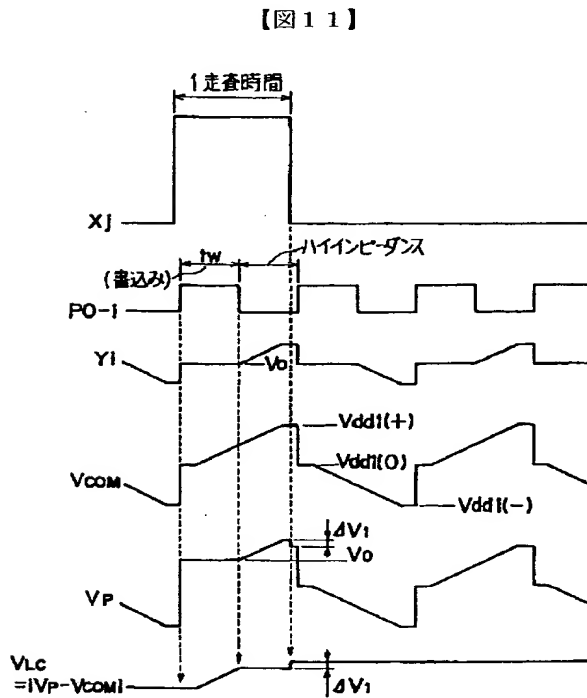 【図11】
1走査時間
Xj
tw
ハイインピーダンス
(書込み)
PO-i
Yi
Vo
Vddi(+)
Vddi(0)
VCOM
Vddi(-)
ΔV1
Vo
VP
VLC
=|VP-VCOM|
ΔV1